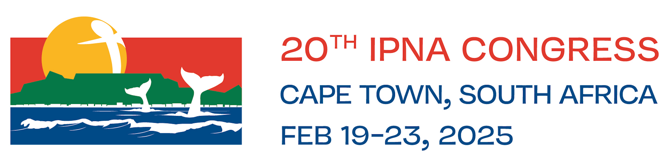 20TH IPNA CONGRESS
CAPE TOWN, SOUTH AFRICA
FEB 19-23, 2025